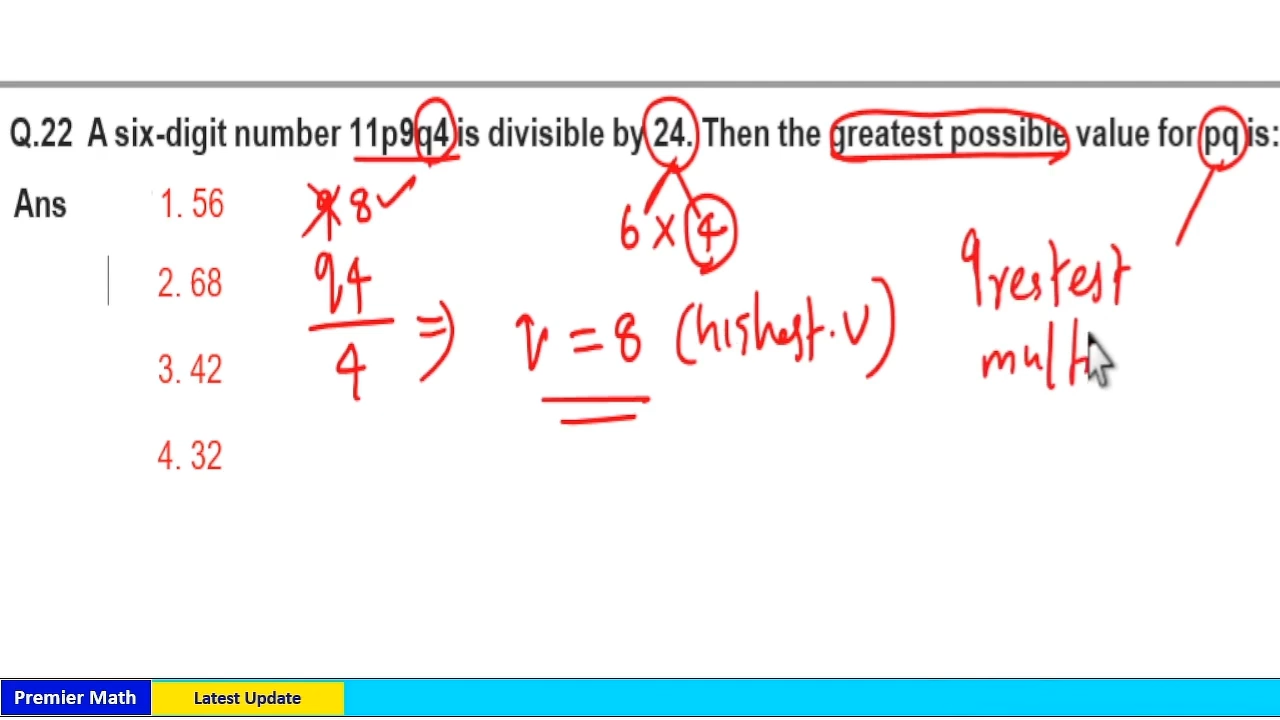 Q.22 A six-digit number 11p9q4 is divisible by 24. Then the greatest possible value for pq is:
Ans 1. 56
2. 68
3. 42
4. 32
9 8 ✓
6 × 4
q4
4
⇒ q = 8 (highest.v)
greatest
mult
Premier Math Latest Update